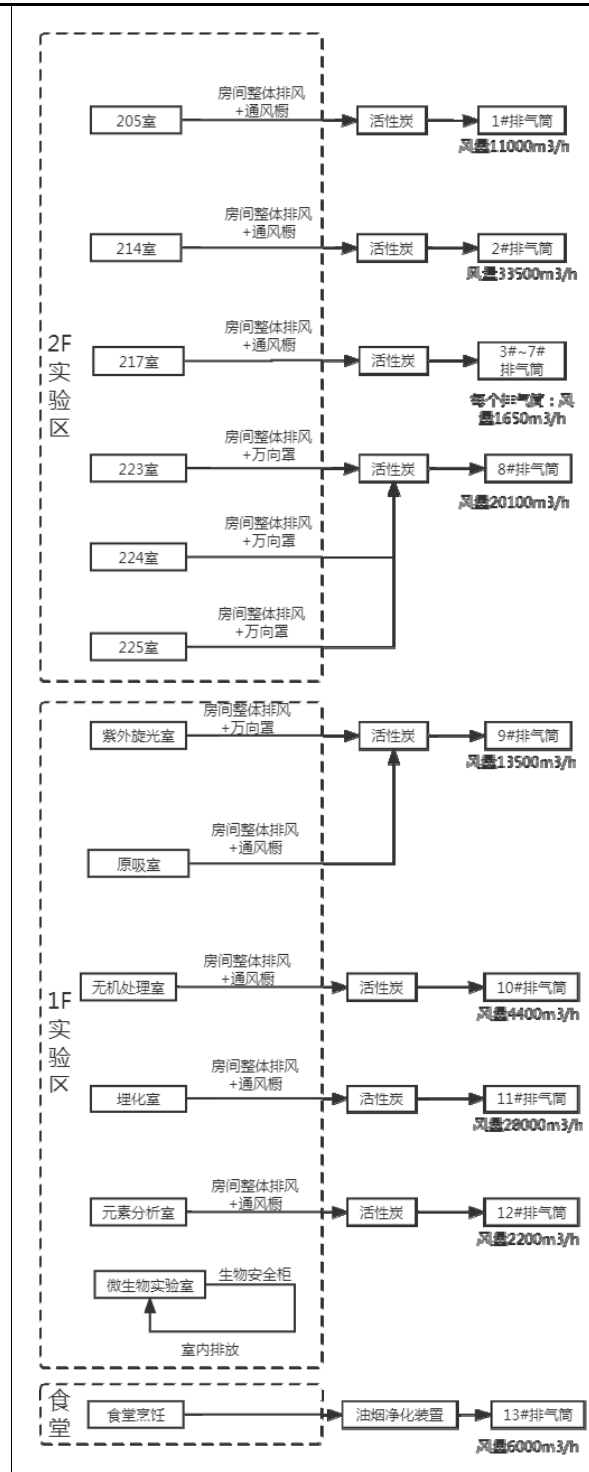 房间整体排风
+通风橱
205室
活性炭
1#排气筒
风量11000m3/h
房间整体排风
+通风橱
214室
活性炭
2#排气筒
风量33500m3/h
2F
实
验
区
房间整体排风
+通风橱
217室
活性炭
3#~7#
排气筒
每个排气筒：风
量1650m3/h
房间整体排风
+万向罩
223室
活性炭
8#排气筒
风量20100m3/h
房间整体排风
+万向罩
224室
房间整体排风
+万向罩
225室
房间整体排风
+万向罩
紫外旋光室
活性炭
9#排气筒
风量13500m3/h
房间整体排风
+通风橱
原吸室
1F
实
验
区
房间整体排风
+通风橱
无机处理室
活性炭
10#排气筒
风量4400m3/h
房间整体排风
+通风橱
埋化室
活性炭
11#排气筒
风量28000m3/h
房间整体排风
+通风橱
元素分析室
活性炭
12#排气筒
风量2200m3/h
微生物实验室
生物安全柜
室内排放
食
堂
食堂烹饪
油烟净化装置
13#排气筒
风量6000m3/h